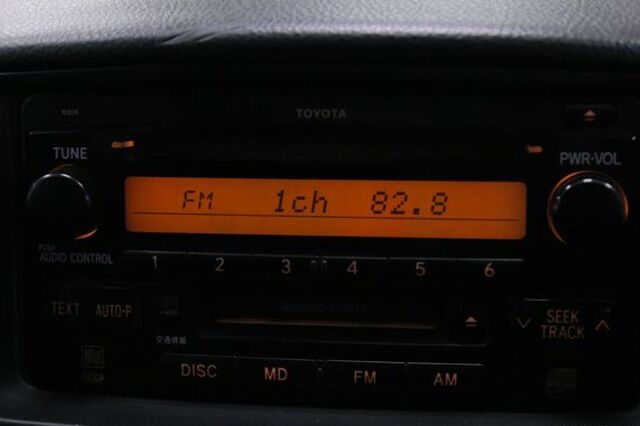 TOYOTA
TUNE
PWR-VOL
FM 1ch 82.8
PUSH
AUDIO CONTROL
1 2 3 4 5 6
TEXT AUTO-P
交通情報
SEEK
TRACK
DISC MD FM AM